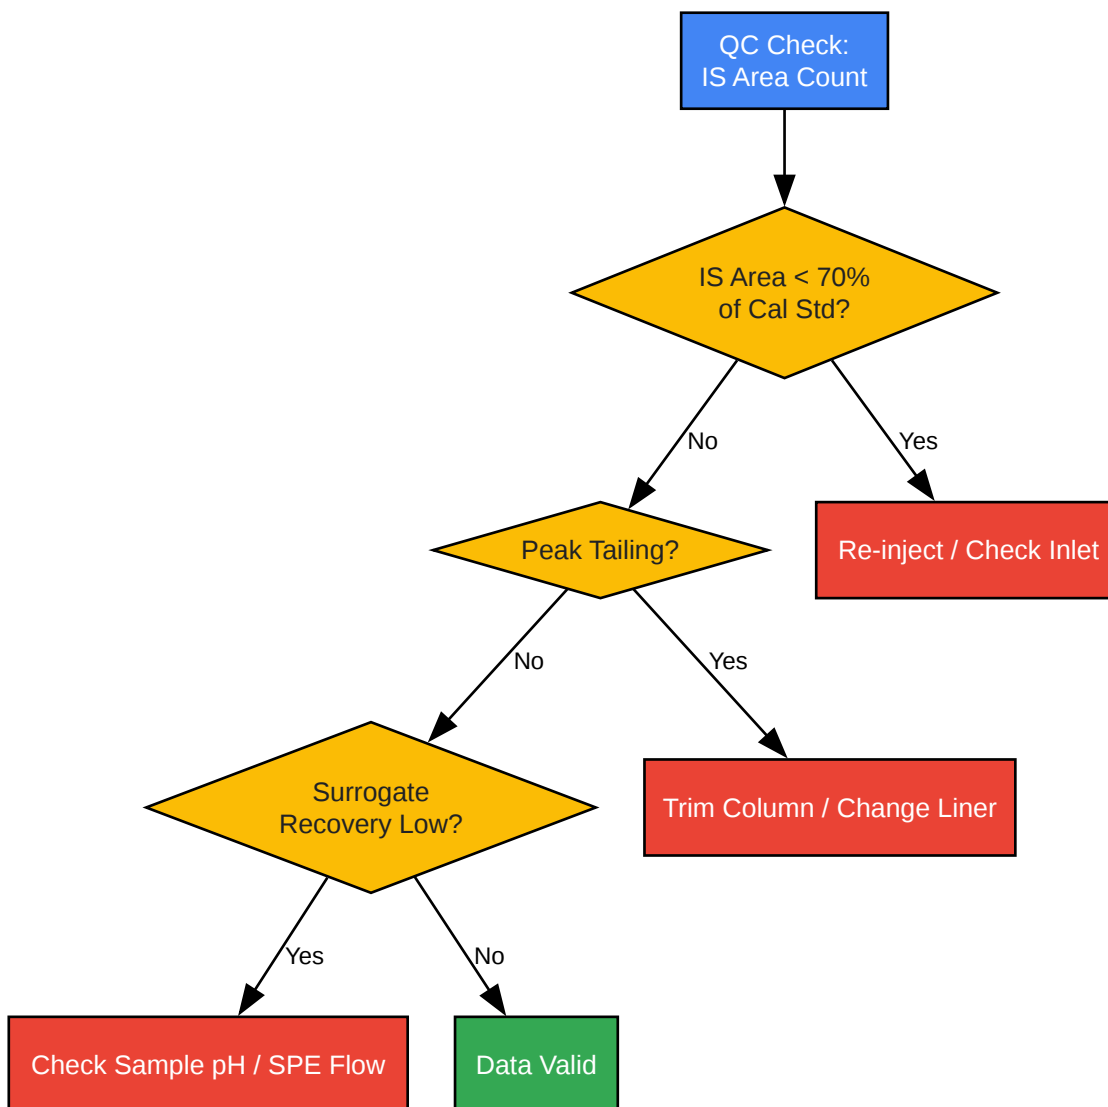 QC Check:
IS Area Count
IS Area < 70%
of Cal Std?
No
Yes
Peak Tailing?
Re-inject / Check Inlet
No
Yes
Surrogate
Recovery Low?
Trim Column / Change Liner
Yes
No
Check Sample pH / SPE Flow
Data Valid